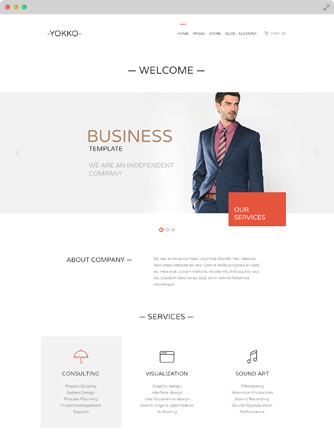 -YOKKO-
HOME PAGES STORE BLOG ACCOUNT CART (0)
— WELCOME —
BUSINESS
TEMPLATE
WE ARE AN INDEPENDENT
COMPANY
OUR
SERVICES
ABOUT COMPANY —
— SERVICES —
CONSULTING
Project Scoping
System Design
Process Planning
Project Management
Support
VISUALIZATION
Graphic design
Interface design
User Experience design
Search Engine Optimization
Authoring
SOUND ART
Filmmaking
Television Production
Sound Recording
Sound Reproduction
Performance